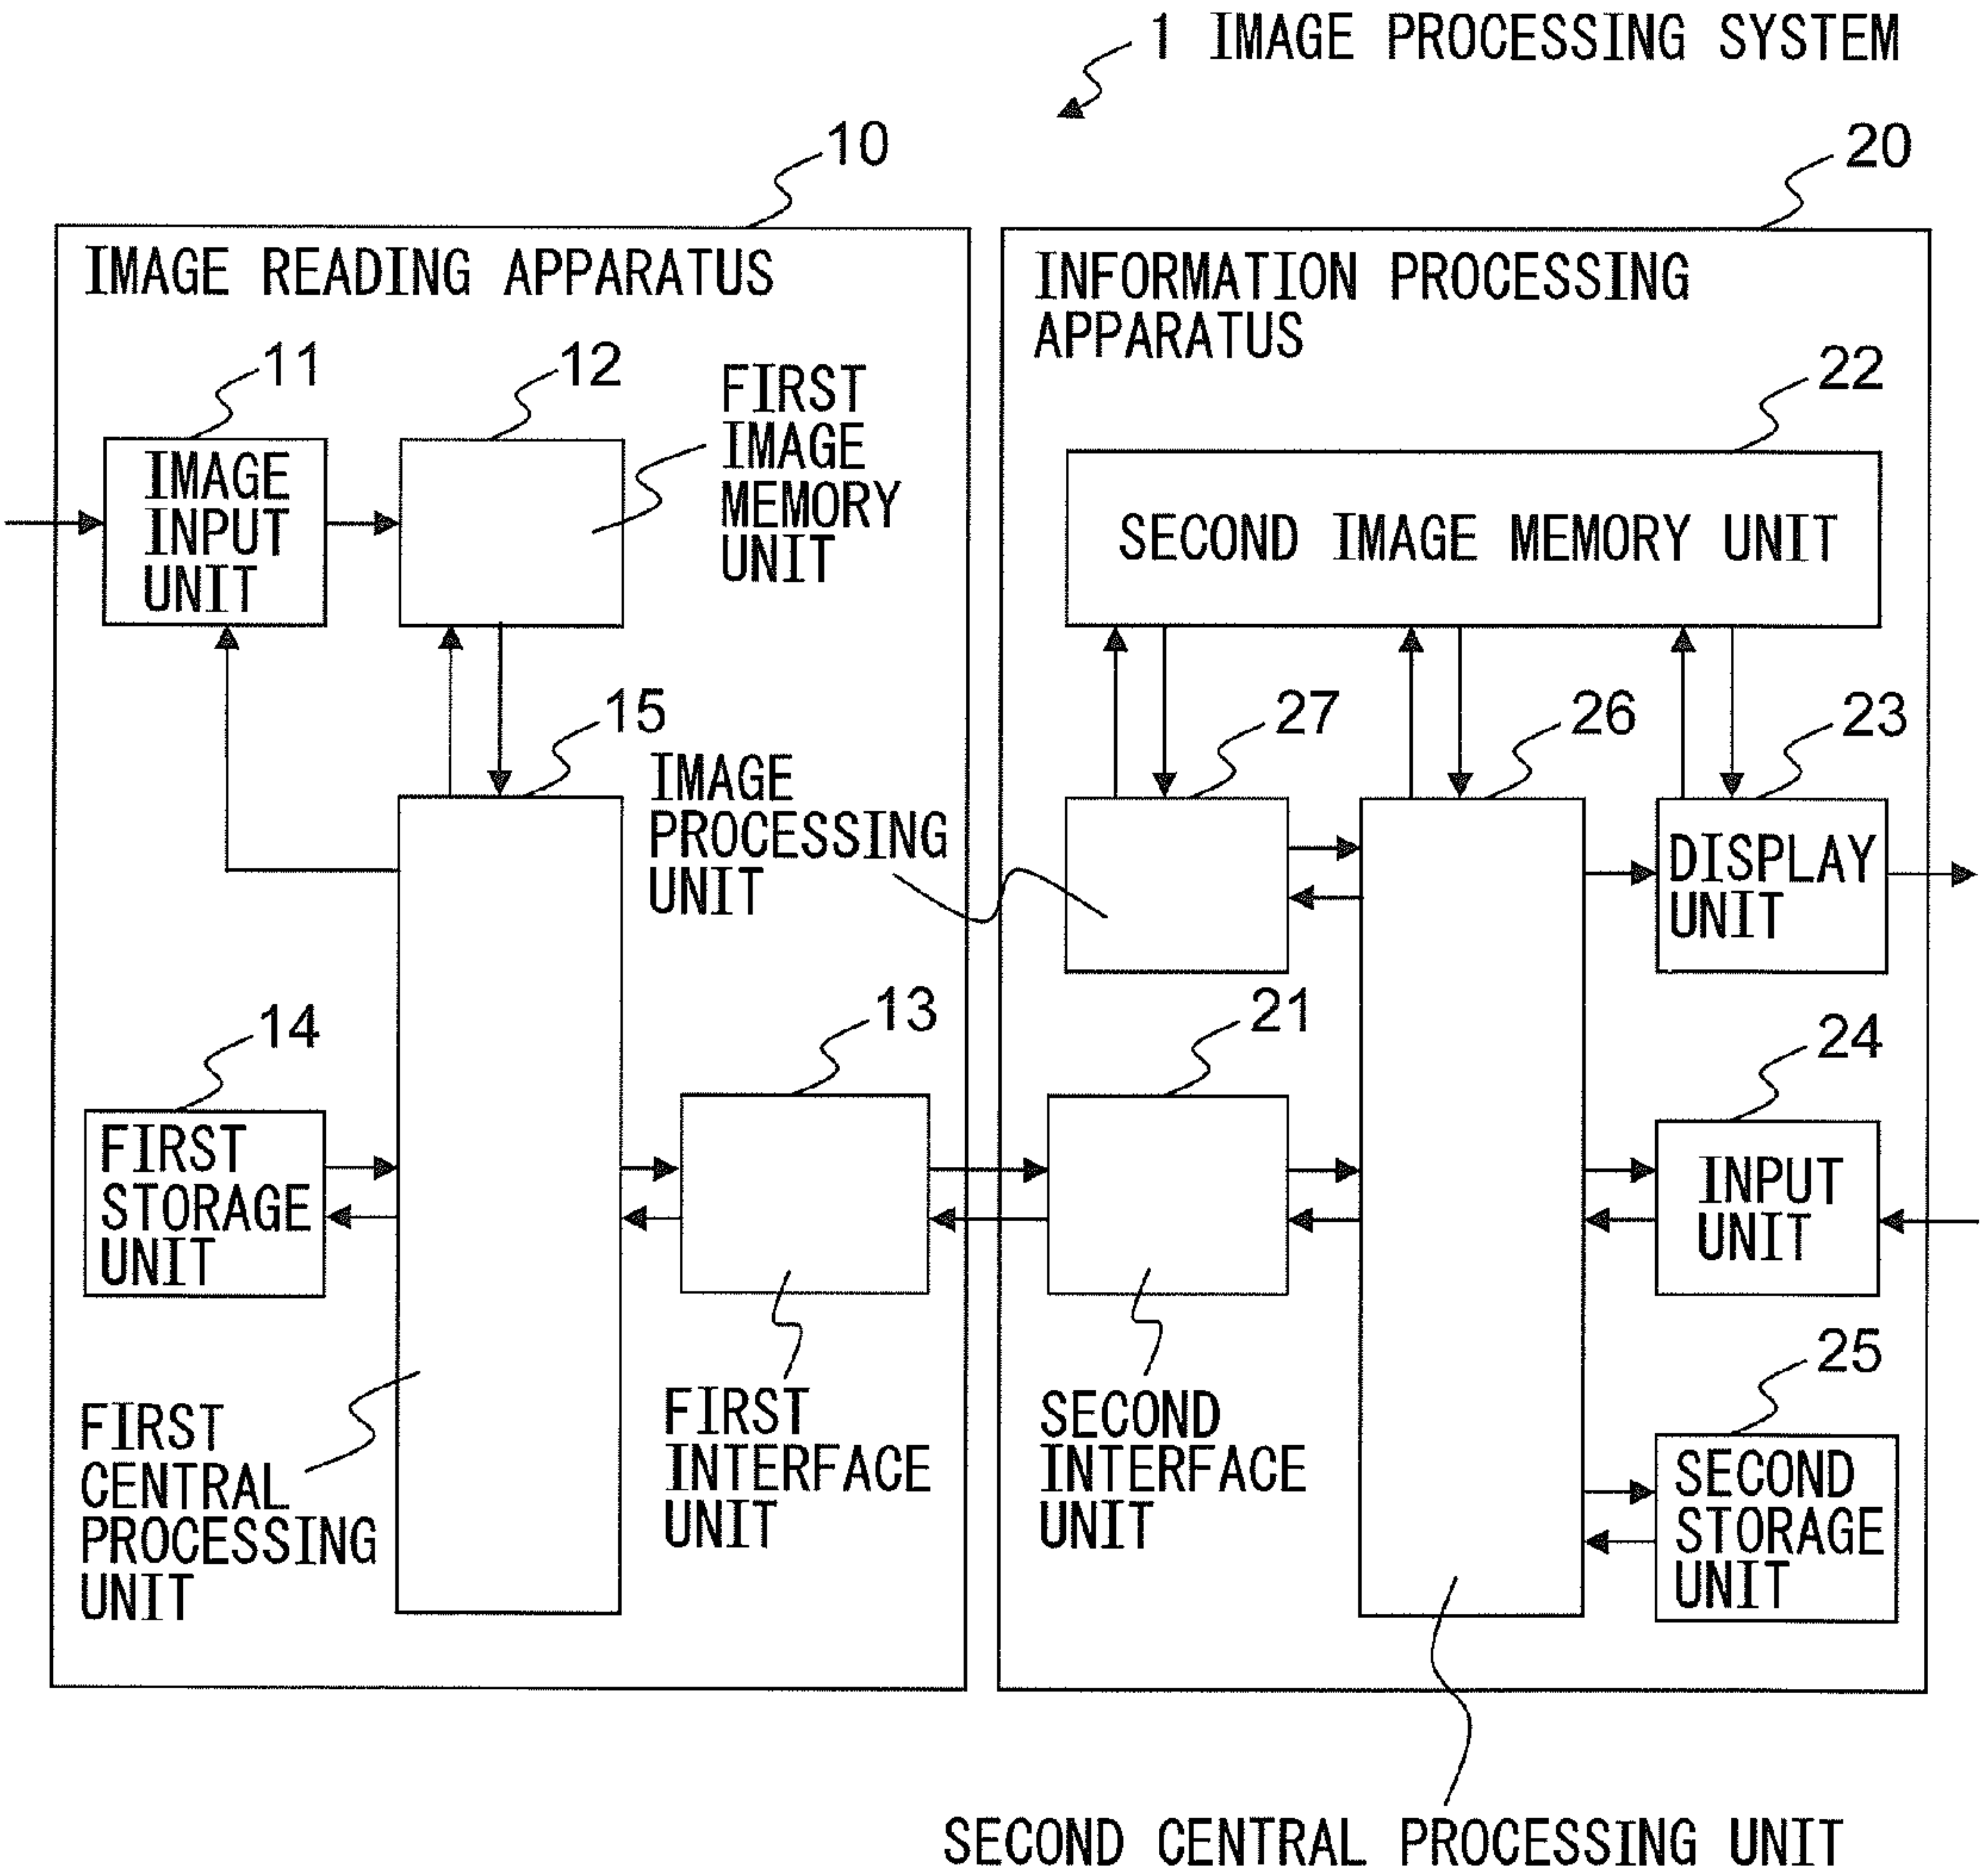 1 IMAGE PROCESSING SYSTEM
10
20
IMAGE READING APPARATUS
11
12
FIRST
IMAGE
MEMORY
UNIT
IMAGE
INPUT
UNIT
15
14
FIRST
STORAGE
UNIT
13
FIRST
CENTRAL
PROCESSING
UNIT
FIRST
INTERFACE
UNIT
INFORMATION PROCESSING
APPARATUS
22
SECOND IMAGE MEMORY UNIT
27
26
23
IMAGE
PROCESSING
UNIT
DISPLAY
UNIT
21
24
INPUT
UNIT
25
SECOND
INTERFACE
UNIT
SECOND
STORAGE
UNIT
SECOND CENTRAL PROCESSING UNIT